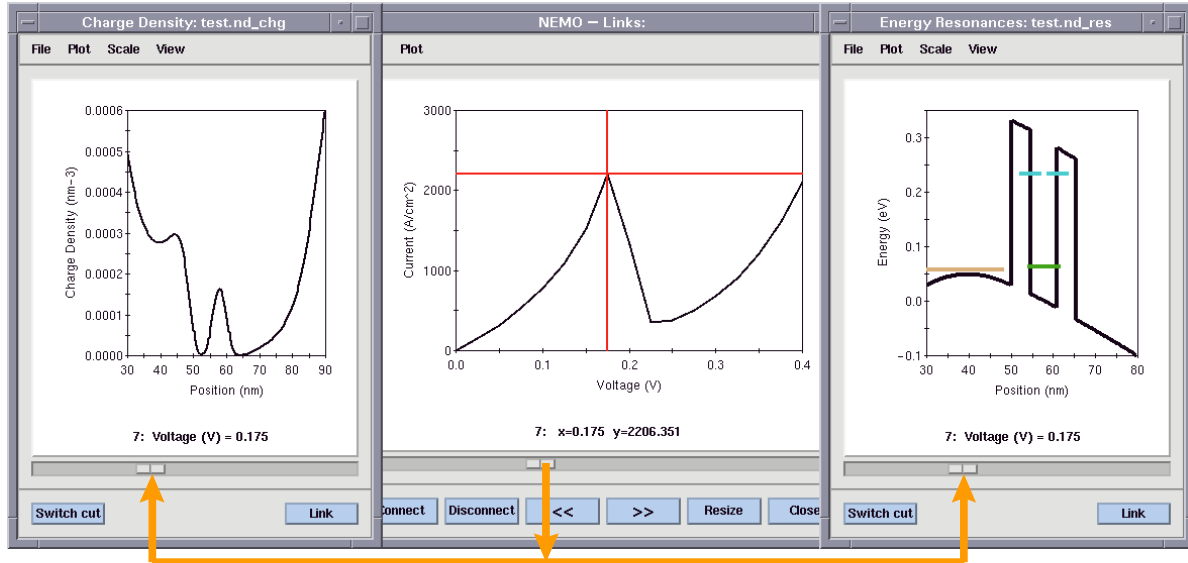 Charge Density: test.nd_chg
File Plot Scale View
0.0006
0.0005
0.0004
0.0003
0.0002
0.0001
0.0000
Charge Density (nm-3)
30 40 50 60 70 80 90
Position (nm)
7: Voltage (V) = 0.175
Switch cut
Link
NEMO – Links:
Plot
3000
2000
1000
0
Current (A/cm^2)
0.0 0.1 0.2 0.3 0.4
Voltage (V)
7: x=0.175 y=2206.351
onnect
Disconnect
<<
>>
Resize
Close
Energy Resonances: test.nd_res
File Plot Scale View
0.3
0.2
0.1
0.0
-0.1
Energy (eV)
30 40 50 60 70 80
Position (nm)
7: Voltage (V) = 0.175
Switch cut
Link